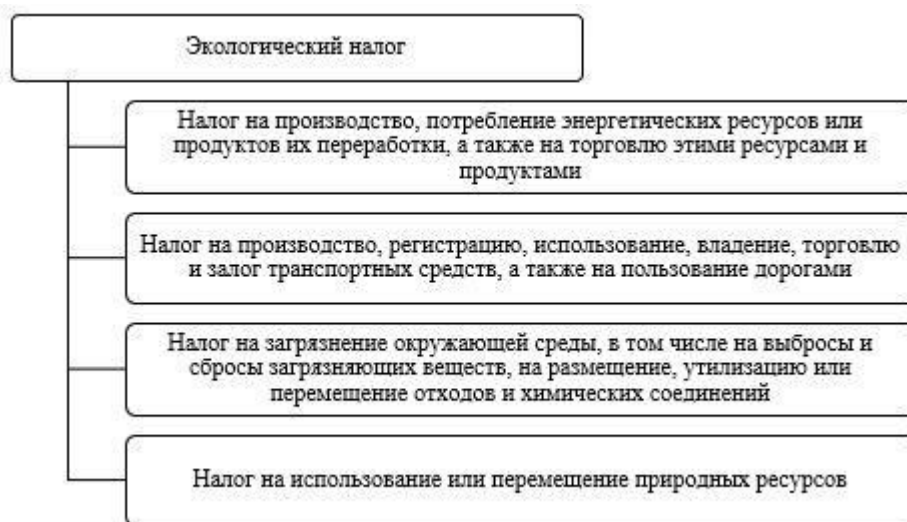 Экологический налог
Налог на производство, потребление энергетических ресурсов или
продуктов их переработки, а также на торговлю этими ресурсами и
продуктами
Налог на производство, регистрацию, использование, владение, торговлю
и залог транспортных средств, а также на пользование дорогами
Налог на загрязнение окружающей среды, в том числе на выбросы и
сбросы загрязняющих веществ, на размещение, утилизацию или
перемещение отходов и химических соединений
Налог на использование или перемещение природных ресурсов